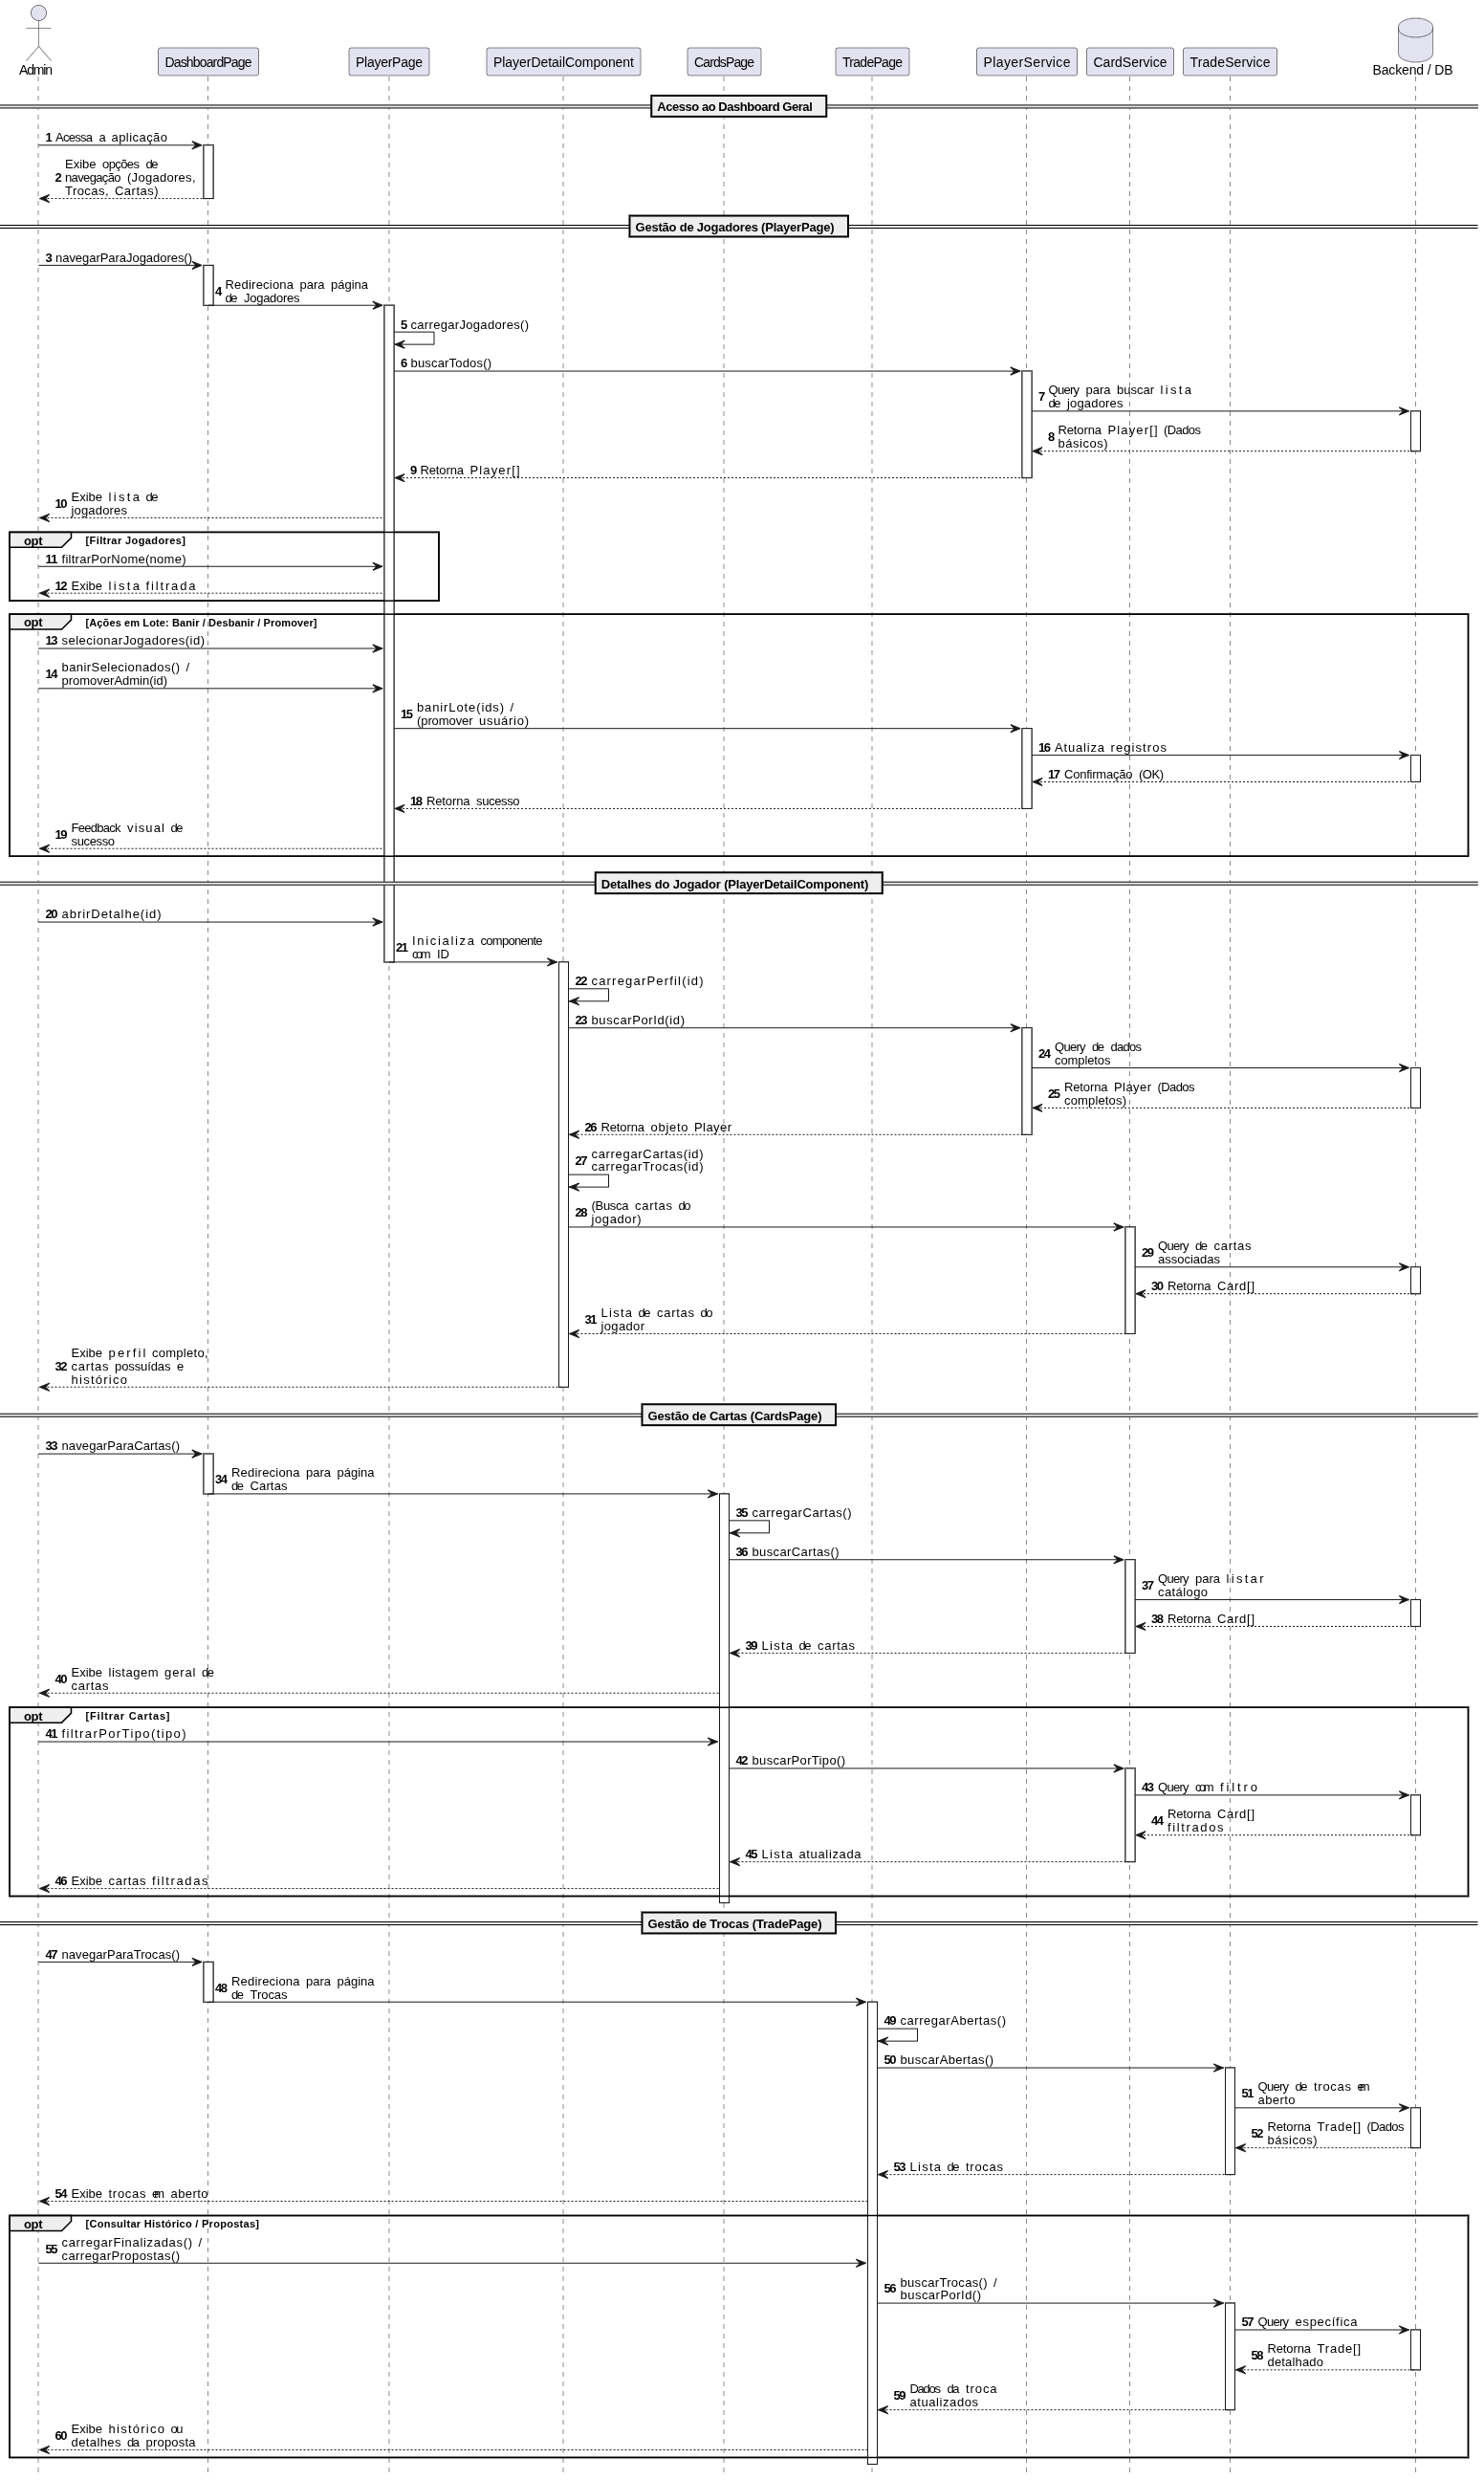 Admin
DashboardPage
PlayerPage
PlayerDetailComponent
CardsPage
TradePage
PlayerService
CardService
TradeService
Backend / DB
Acesso ao Dashboard Geral
1 Acessa a aplicação
Exibe opções de
2 navegação (Jogadores,
Trocas, Cartas)
Gestão de Jogadores (PlayerPage)
3 navegarParaJogadores()
4 Redireciona para página
de Jogadores
5 carregarJogadores()
6 buscarTodos()
7 Query para buscar lista
de jogadores
8 Retorna Player[] (Dados
básicos)
9 Retorna Player[]
10 Exibe lista de
jogadores
opt [Filtrar Jogadores]
11 filtrarPorNome(nome)
12 Exibe lista filtrada
opt [Ações em Lote: Banir / Desbanir / Promover]
13 selecionarJogadores(id)
14 banirSelecionados() /
promoverAdmin(id)
15 banirLote(ids) /
(promover usuário)
16 Atualiza registros
17 Confirmação (OK)
18 Retorna sucesso
19 Feedback visual de
sucesso
Detalhes do Jogador (PlayerDetailComponent)
20 abrirDetalhe(id)
21 Inicializa componente
com ID
22 carregarPerfil(id)
23 buscarPorId(id)
24 Query de dados
completos
25 Retorna Player (Dados
completos)
26 Retorna objeto Player
27 carregarCartas(id)
carregarTrocas(id)
28 (Busca cartas do
jogador)
29 Query de cartas
associadas
30 Retorna Card[]
31 Lista de cartas do
jogador
Exibe perfil completo,
32 cartas possuídas e
histórico
Gestão de Cartas (CardsPage)
33 navegarParaCartas()
34 Redireciona para página
de Cartas
35 carregarCartas()
36 buscarCartas()
37 Query para listar
catálogo
38 Retorna Card[]
39 Lista de cartas
40 Exibe listagem geral de
cartas
opt [Filtrar Cartas]
41 filtrarPorTipo(tipo)
42 buscarPorTipo()
43 Query com filtro
44 Retorna Card[]
filtrados
45 Lista atualizada
46 Exibe cartas filtradas
Gestão de Trocas (TradePage)
47 navegarParaTrocas()
48 Redireciona para página
de Trocas
49 carregarAbertas()
50 buscarAbertas()
51 Query de trocas em
aberto
52 Retorna Trade[] (Dados
básicos)
53 Lista de trocas
54 Exibe trocas em aberto
opt [Consultar Histórico / Propostas]
55 carregarFinalizadas() /
carregarPropostas()
56 buscarTrocas() /
buscarPorId()
57 Query específica
58 Retorna Trade[]
detalhado
59 Dados da troca
atualizados
60 Exibe histórico ou
detalhes da proposta